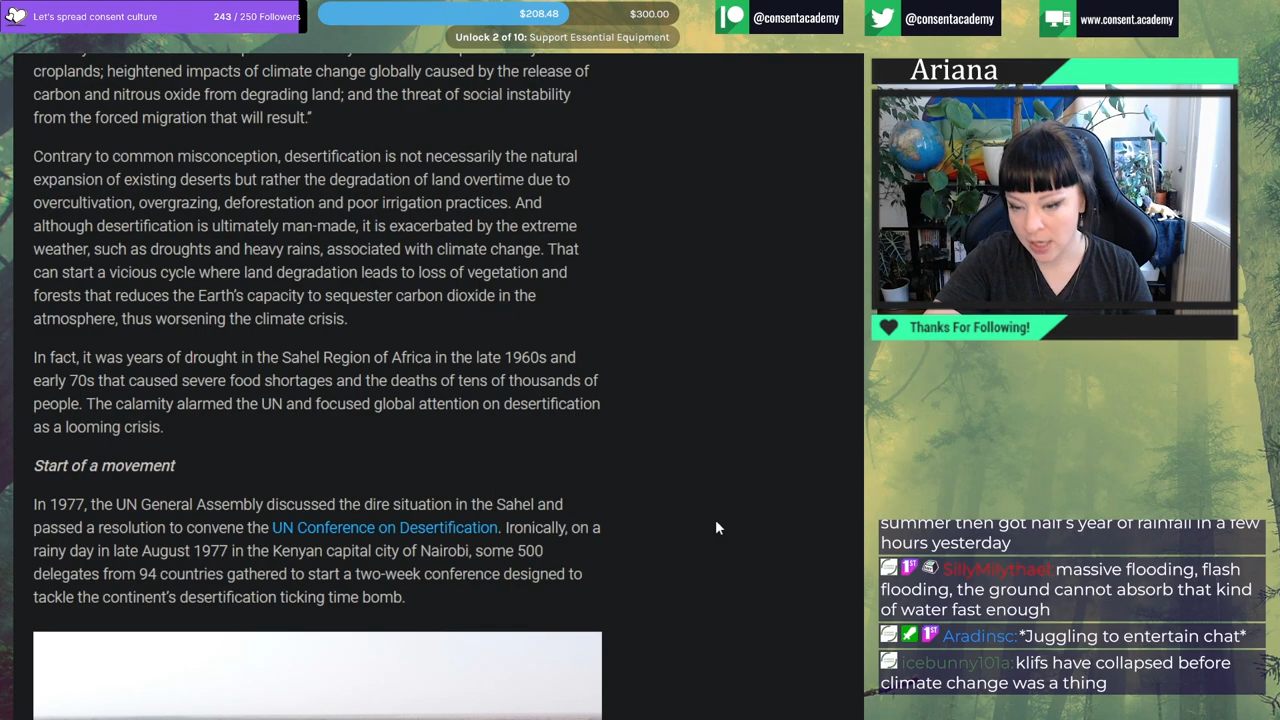 Let's spread consent culture
243 / 250 Followers
$208.48
$300.00
Unlock 2 of 10: Support Essential Equipment
@consentacademy
@consentacademy
www.consent.academy
croplands; heightened impacts of climate change globally caused by the release of
carbon and nitrous oxide from degrading land; and the threat of social instability
from the forced migration that will result.”
Contrary to common misconception, desertification is not necessarily the natural
expansion of existing deserts but rather the degradation of land overtime due to
overcultivation, overgrazing, deforestation and poor irrigation practices. And
although desertification is ultimately man-made, it is exacerbated by the extreme
weather, such as droughts and heavy rains, associated with climate change. That
can start a vicious cycle where land degradation leads to loss of vegetation and
forests that reduces the Earth's capacity to sequester carbon dioxide in the
atmosphere, thus worsening the climate crisis.
In fact, it was years of drought in the Sahel Region of Africa in the late 1960s and
early 70s that caused severe food shortages and the deaths of tens of thousands of
people. The calamity alarmed the UN and focused global attention on desertification
as a looming crisis.
Start of a movement
In 1977, the UN General Assembly discussed the dire situation in the Sahel and
passed a resolution to convene the UN Conference on Desertification. Ironically, on a
rainy day in late August 1977 in the Kenyan capital city of Nairobi, some 500
delegates from 94 countries gathered to start a two-week conference designed to
tackle the continent's desertification ticking time bomb.
Ariana
Thanks For Following!
summer then got half's year of rainfall in a few
hours yesterday
1ST SillyMilythael: massive flooding, flash
flooding, the ground cannot absorb that kind
of water fast enough
1ST Aradinsc: *Juggling to entertain chat*
icebunny101a: klifs have collapsed before
climate change was a thing